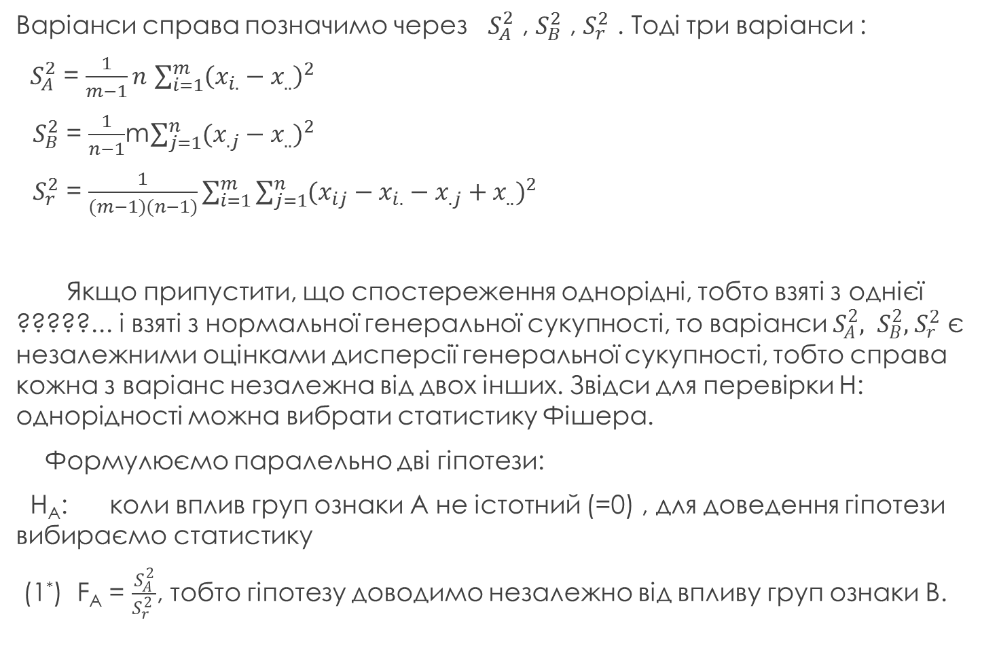 Варіанси справа позначимо через $S_A^2$ , $S_B^2$ , $S_r^2$ . Тоді три варіанси :
$S_A^2 = \frac{1}{m-1} n \sum_{i=1}^{m}(x_{i.} - x_{..})^2$
$S_B^2 = \frac{1}{n-1} m \sum_{j=1}^{n}(x_{.j} - x_{..})^2$
$S_r^2 = \frac{1}{(m-1)(n-1)} \sum_{i=1}^{m} \sum_{j=1}^{n}(x_{ij} - x_{i.} - x_{.j} + x_{..})^2$
Якщо припустити, що спостереження однорідні, тобто взяті з однієї
?????... і взяті з нормальної генеральної сукупності, то варіанси $S_A^2$, $S_B^2$, $S_r^2$ є
незалежними оцінками дисперсії генеральної сукупності, тобто справа
кожна з варіанс незалежна від двох інших. Звідси для перевірки Н:
однорідності можна вибрати статистику Фішера.
Формулюємо паралельно дві гіпотези:
$H_A$: коли вплив груп ознаки А не істотний (=0) , для доведення гіпотези
вибираємо статистику
(1*) $F_A = \frac{S_A^2}{S_r^2}$, тобто гіпотезу доводимо незалежно від впливу груп ознаки В.